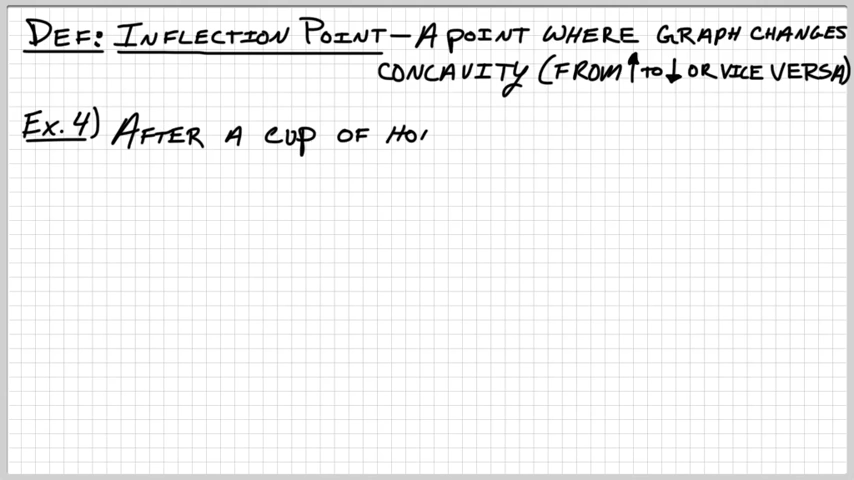 DEF: INFLECTION POINT – A POINT WHERE GRAPH CHANGES
CONCAVITY (FROM ↑ TO ↓ OR VICE VERSA)
Ex. 4) AFTER A CUP OF